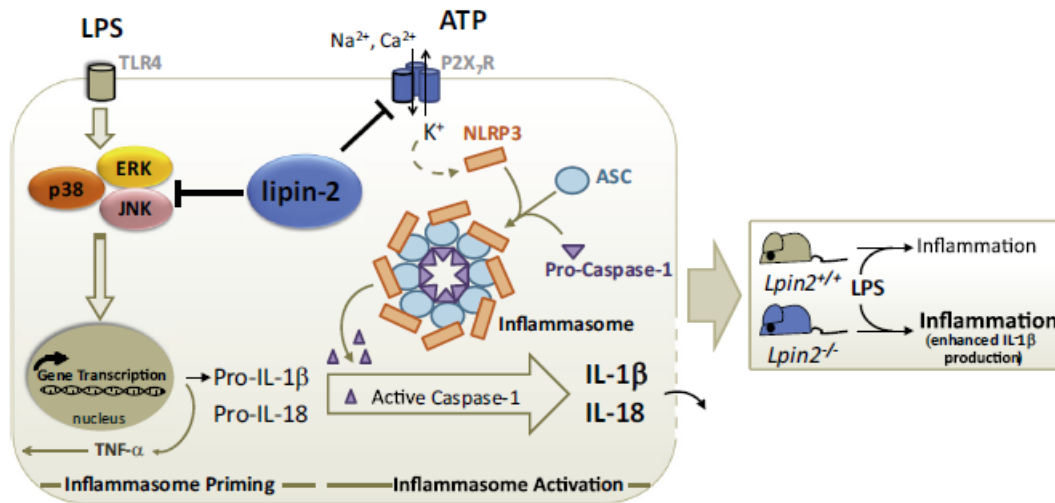 LPS
ATP
Na²⁺, Ca²⁺
TLR4
P2X₇R
K⁺
NLRP3
ERK
p38
JNK
lipin-2
ASC
Pro-Caspase-1
Inflammasome
Gene Transcription
nucleus
Pro-IL-1β
Pro-IL-18
Active Caspase-1
IL-1β
IL-18
TNF-α
Inflammasome Priming
Inflammasome Activation
Lpin2⁺/⁺
LPS
Inflammation
Lpin2⁻/⁻
Inflammation
(enhanced IL-1β
production)